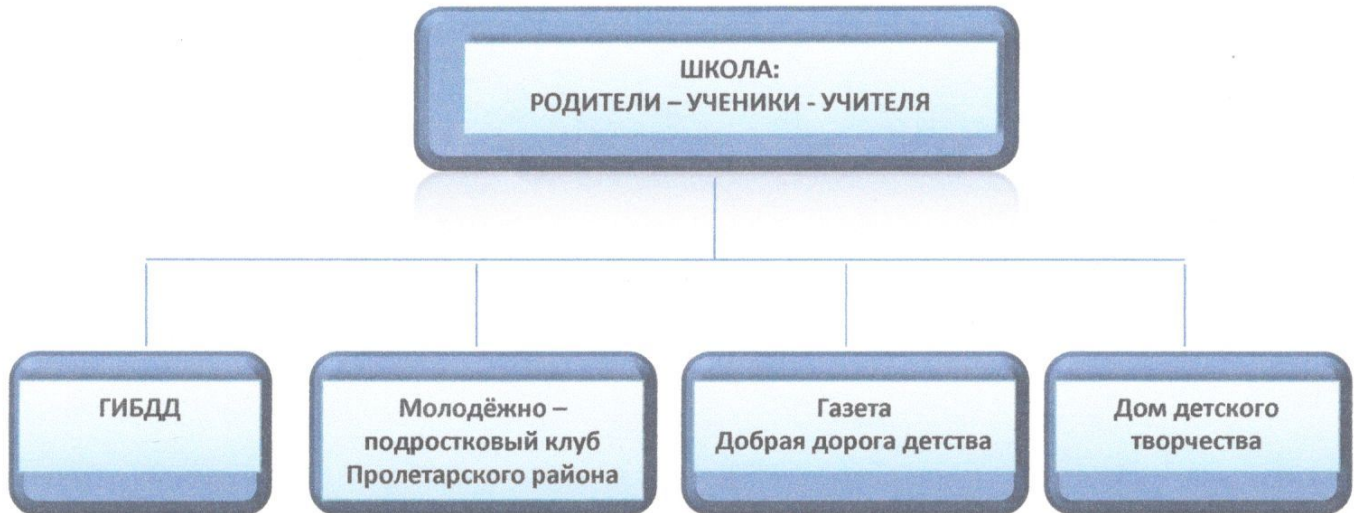 ШКОЛА:
РОДИТЕЛИ – УЧЕНИКИ - УЧИТЕЛЯ
ГИБДД
Молодёжно –
подростковый клуб
Пролетарского района
Газета
Добрая дорога детства
Дом детского
творчества